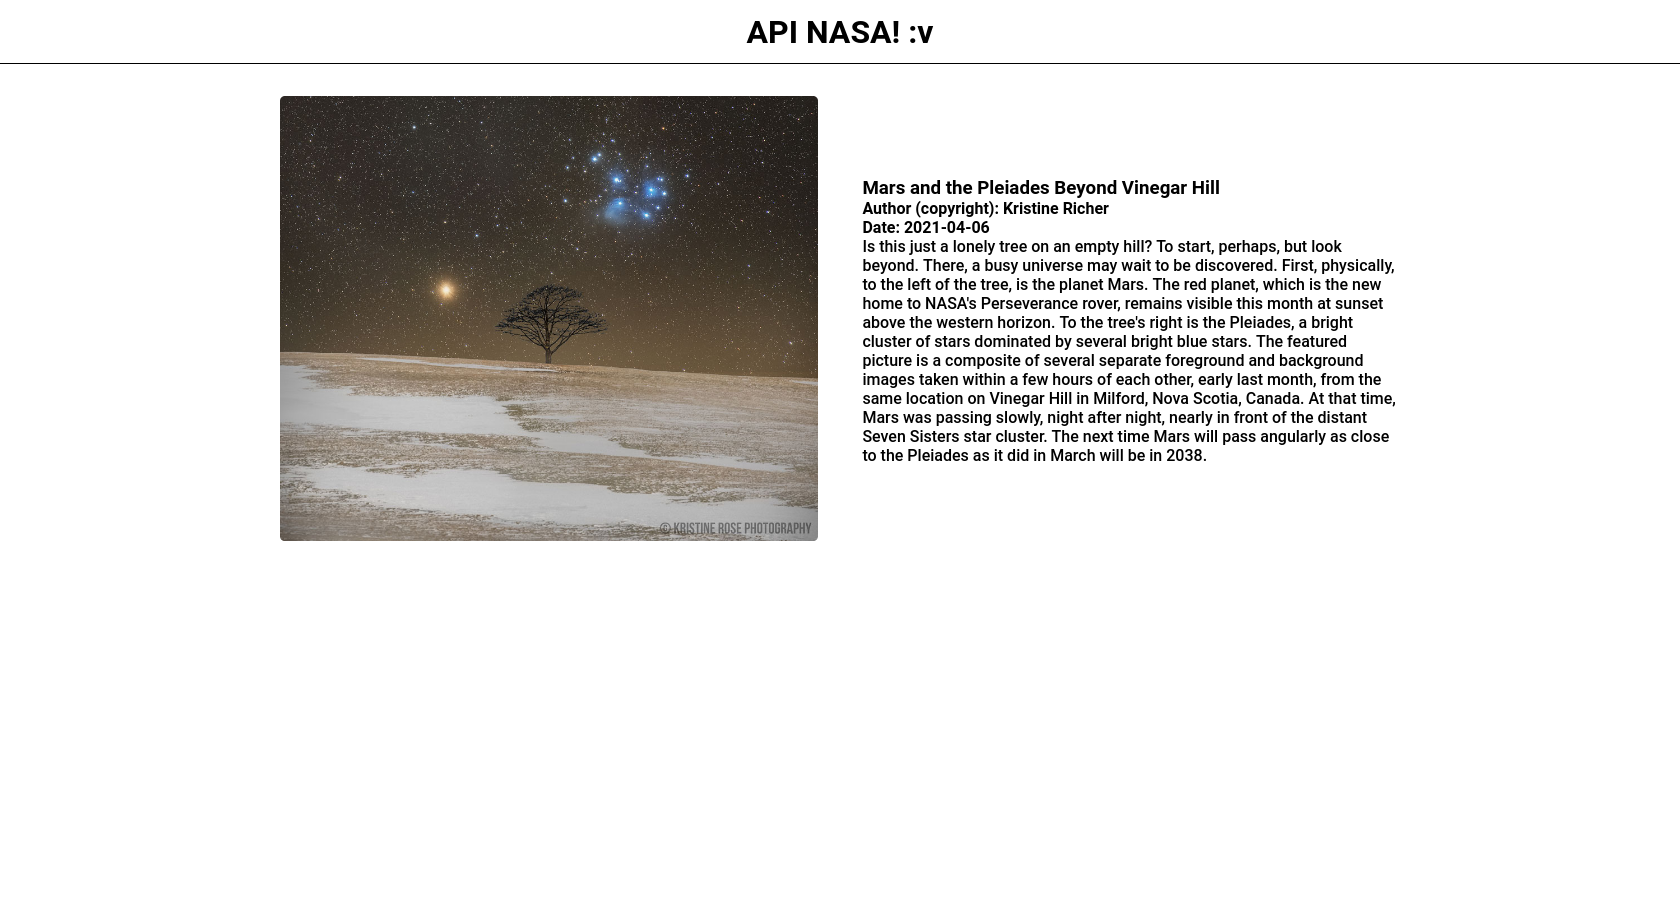 API NASA! :v
Mars and the Pleiades Beyond Vinegar Hill
Author (copyright): Kristine Richer
Date: 2021-04-06
Is this just a lonely tree on an empty hill? To start, perhaps, but look
beyond. There, a busy universe may wait to be discovered. First, physically,
to the left of the tree, is the planet Mars. The red planet, which is the new
home to NASA's Perseverance rover, remains visible this month at sunset
above the western horizon. To the tree's right is the Pleiades, a bright
cluster of stars dominated by several bright blue stars. The featured
picture is a composite of several separate foreground and background
images taken within a few hours of each other, early last month, from the
same location on Vinegar Hill in Milford, Nova Scotia, Canada. At that time,
Mars was passing slowly, night after night, nearly in front of the distant
Seven Sisters star cluster. The next time Mars will pass angularly as close
to the Pleiades as it did in March will be in 2038.
© KRISTINE ROSE PHOTOGRAPHY